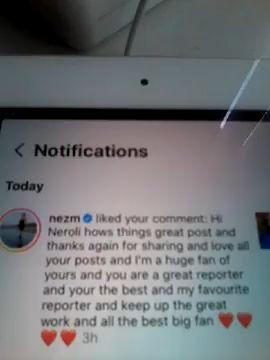 < Notifications
Today
nezm liked your comment: Hi
Neroli hows things great post and
thanks again for sharing and love all
your posts and I'm a huge fan of
yours and you are a great reporter
and your the best and my favourite
reporter and keep up the great
work and all the best big fan ❤️❤️
❤️❤️ 3h